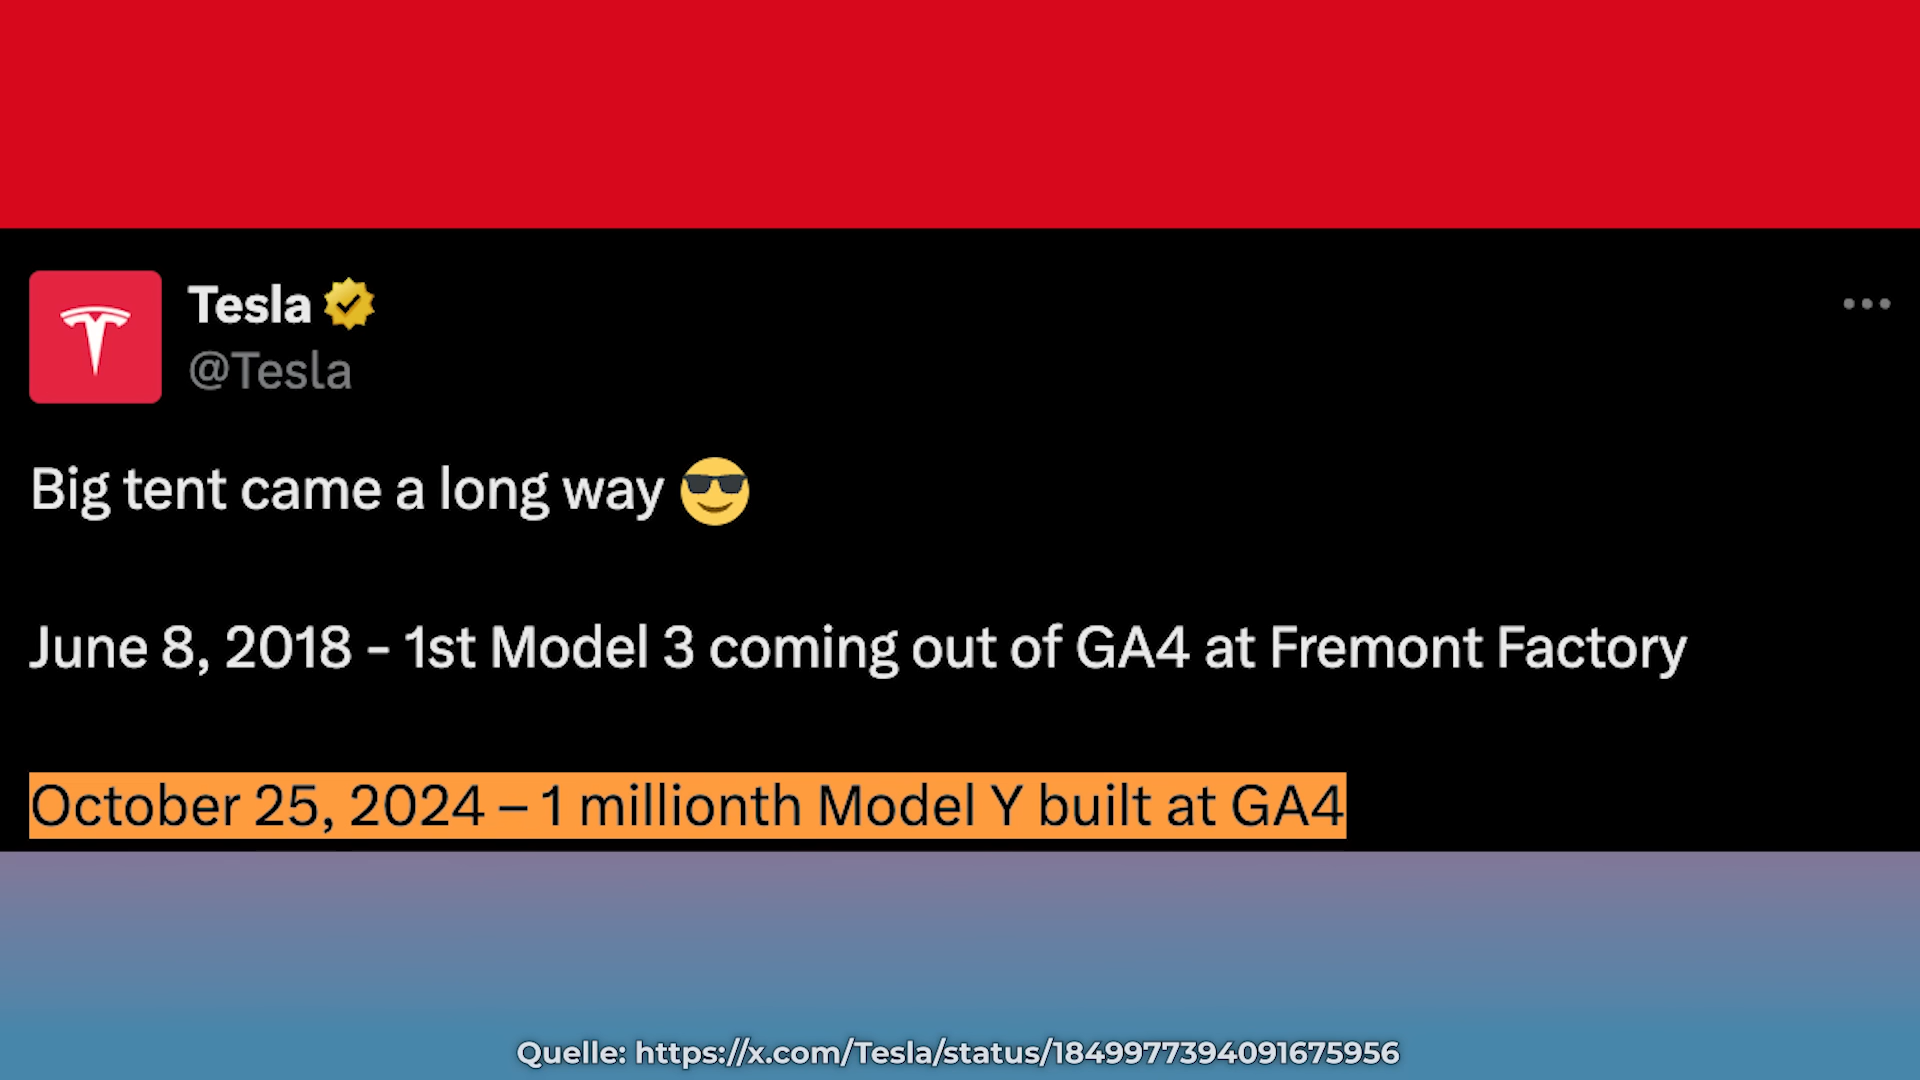 Tesla
@Tesla
Big tent came a long way 😎
June 8, 2018 - 1st Model 3 coming out of GA4 at Fremont Factory
October 25, 2024 – 1 millionth Model Y built at GA4
Quelle: https://x.com/Tesla/status/1849977394091675956